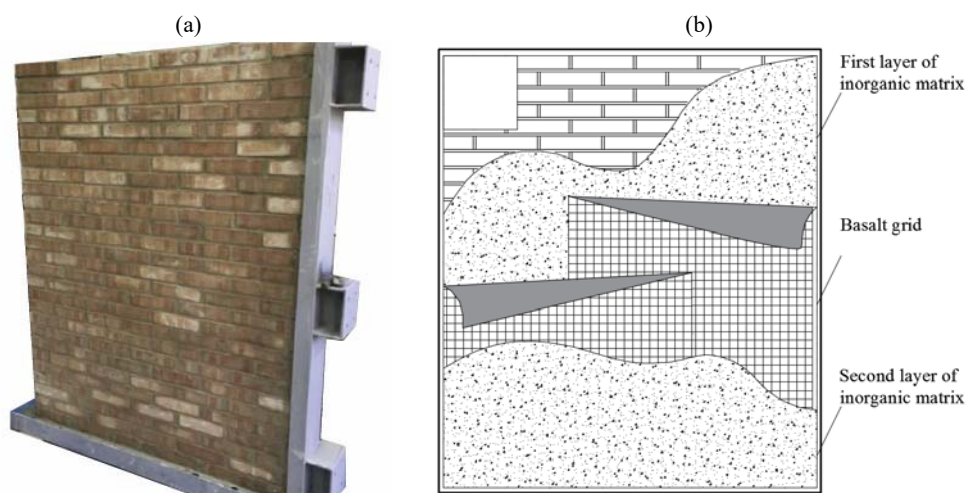 (a)
(b)
First layer of
inorganic matrix
Basalt grid
Second layer of
inorganic matrix